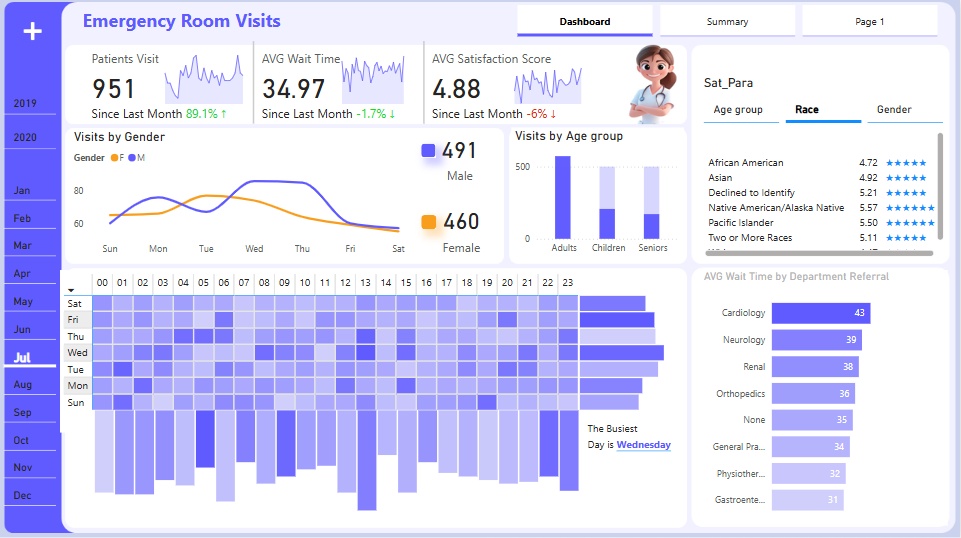 Emergency Room Visits
Dashboard
Summary
Page 1
2019
2020
Jan
Feb
Mar
Apr
May
Jun
Jul
Aug
Sep
Oct
Nov
Dec
Patients Visit
951
Since Last Month 89.1% ↑
AVG Wait Time
34.97
Since Last Month -1.7% ↓
AVG Satisfaction Score
4.88
Since Last Month -6% ↓
Sat_Para
Age group
Race
Gender
African American 4.72 ★★★★★
Asian 4.92 ★★★★★
Declined to Identify 5.21 ★★★★★
Native American/Alaska Native 5.57 ★★★★★★
Pacific Islander 5.50 ★★★★★★
Two or More Races 5.11 ★★★★★
Visits by Gender
Gender F M
80
60
Sun Mon Tue Wed Thu Fri Sat
491
Male
460
Female
Visits by Age group
500
0
Adults Children Seniors
00 01 02 03 04 05 06 07 08 09 10 11 12 13 14 15 16 17 18 19 20 21 22 23
Sat
Fri
Thu
Wed
Tue
Mon
Sun
The Busiest
Day is Wednesday
AVG Wait Time by Department Referral
Cardiology 43
Neurology 39
Renal 38
Orthopedics 36
None 35
General Pra... 34
Physiother... 32
Gastroente... 31